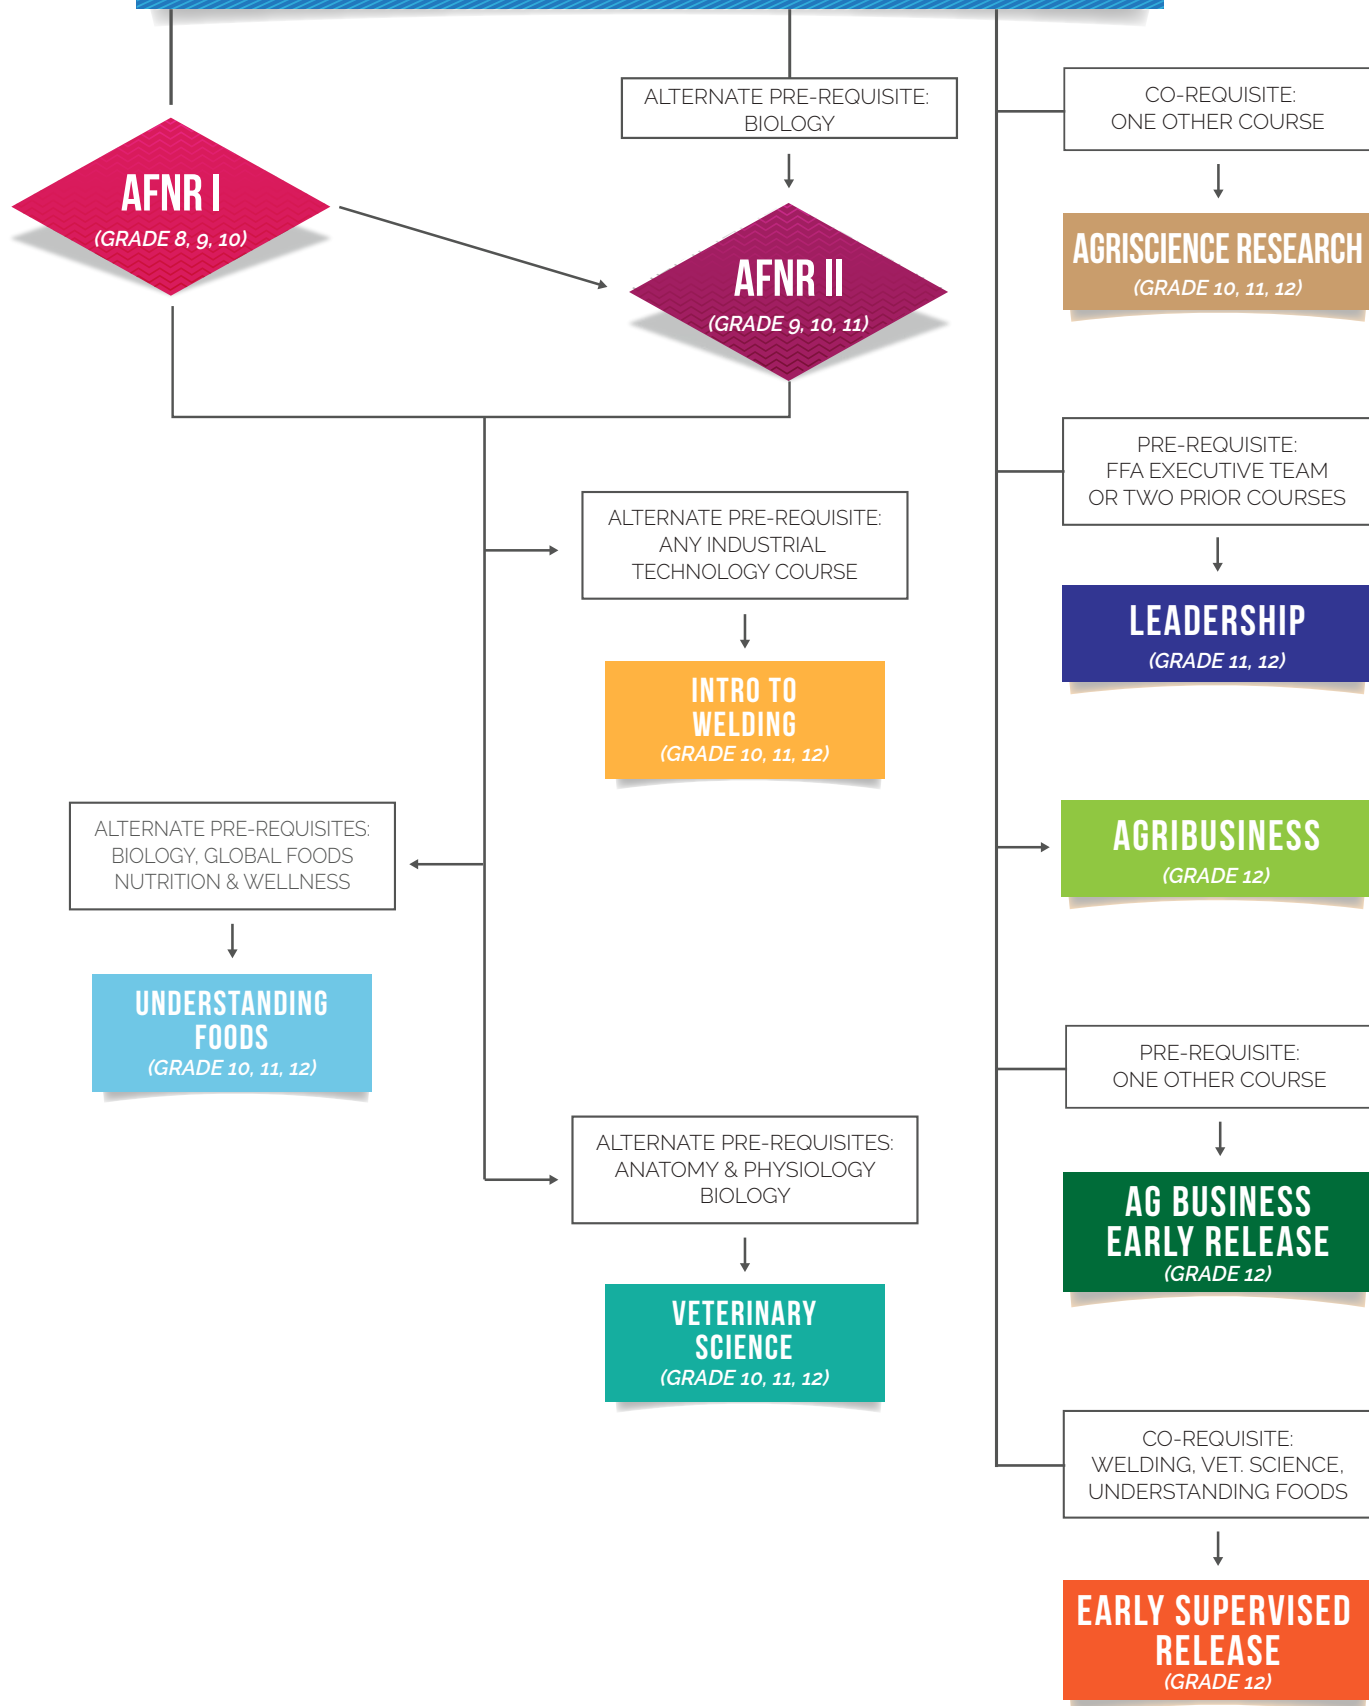 ALTERNATE PRE-REQUISITE:
BIOLOGY
CO-REQUISITE:
ONE OTHER COURSE
AFNR I
(GRADE 8, 9, 10)
AFNR II
(GRADE 9, 10, 11)
AGRISCIENCE RESEARCH
(GRADE 10, 11, 12)
PRE-REQUISITE:
FFA EXECUTIVE TEAM
OR TWO PRIOR COURSES
ALTERNATE PRE-REQUISITE:
ANY INDUSTRIAL
TECHNOLOGY COURSE
LEADERSHIP
(GRADE 11, 12)
INTRO TO
WELDING
(GRADE 10, 11, 12)
ALTERNATE PRE-REQUISITES:
BIOLOGY, GLOBAL FOODS
NUTRITION & WELLNESS
AGRIBUSINESS
(GRADE 12)
UNDERSTANDING
FOODS
(GRADE 10, 11, 12)
PRE-REQUISITE:
ONE OTHER COURSE
ALTERNATE PRE-REQUISITES:
ANATOMY & PHYSIOLOGY
BIOLOGY
AG BUSINESS
EARLY RELEASE
(GRADE 12)
VETERINARY
SCIENCE
(GRADE 10, 11, 12)
CO-REQUISITE:
WELDING, VET. SCIENCE,
UNDERSTANDING FOODS
EARLY SUPERVISED
RELEASE
(GRADE 12)